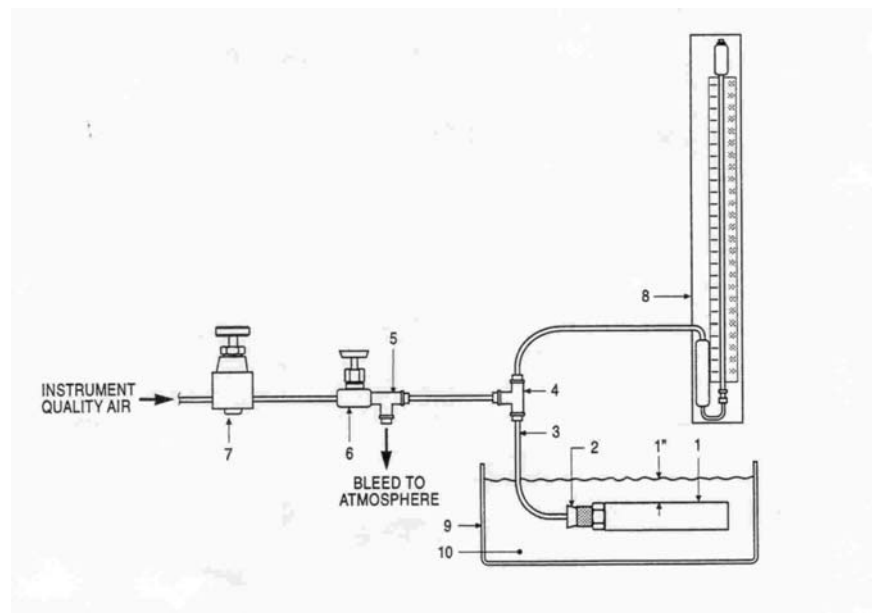 8
5
INSTRUMENT
QUALITY AIR
4
7
6
3
2
1"
1
BLEED TO
ATMOSPHERE
9
10